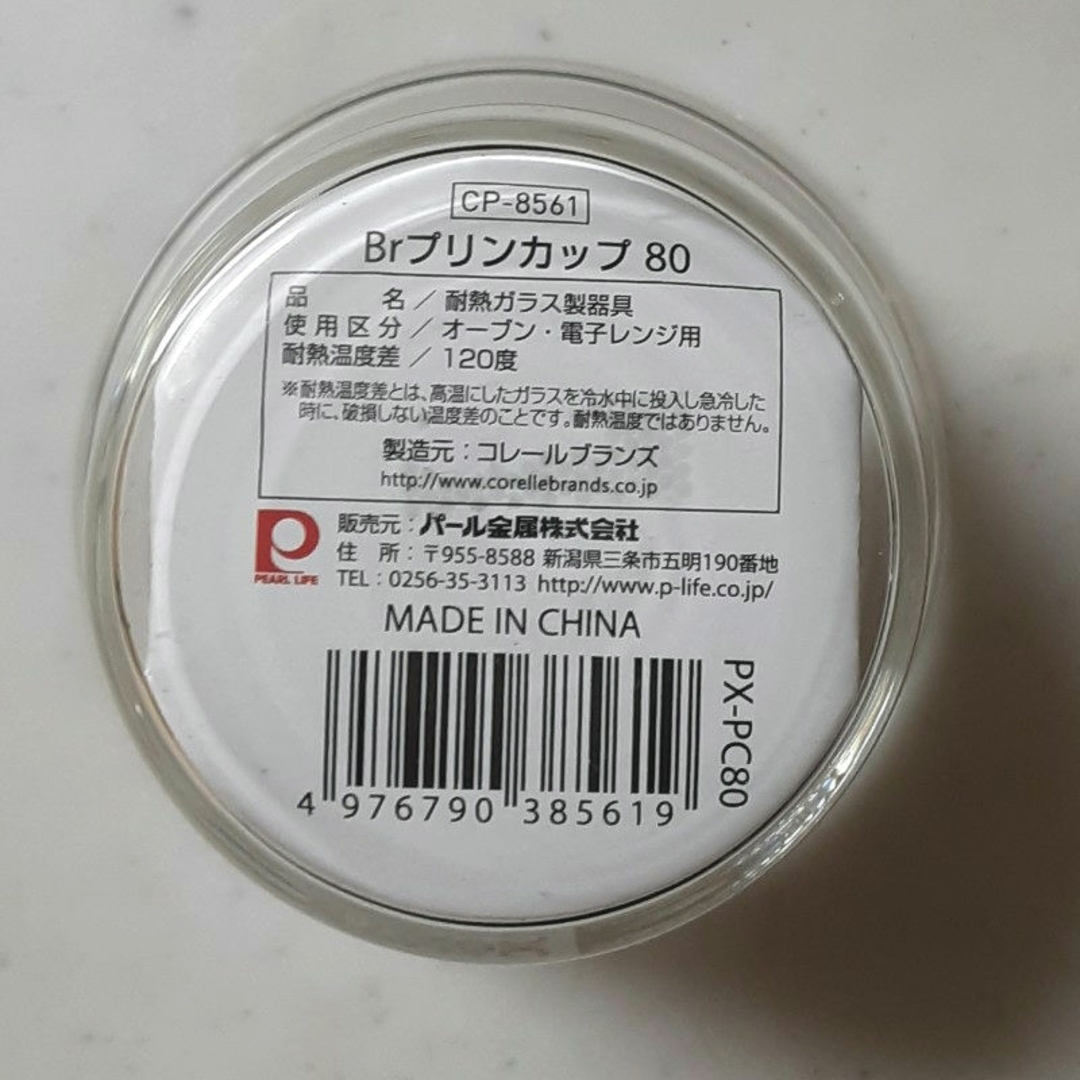 CP-8561
Brプリンカップ 80
品名／耐熱ガラス製器具
使用区分／オーブン・電子レンジ用
耐熱温度差／120度
※耐熱温度差とは、高温にしたガラスを冷水中に投入し急冷した
時に、破損しない温度差のことです。耐熱温度ではありません。
製造元：コレールブランズ
http://www.corellebrands.co.jp
PEARL LIFE
販売元：パール金属株式会社
住所：〒955-8588 新潟県三条市五明190番地
TEL：0256-35-3113 http://www.p-life.co.jp/
MADE IN CHINA
PX-PC80
4 976790 385619